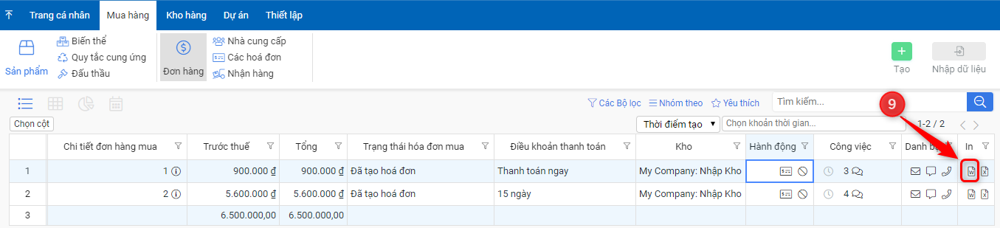 Trang cá nhân Mua hàng Kho hàng Dự án Thiết lập
Sản phẩm
Biến thể
Quy tắc cung ứng
Đấu thầu
Đơn hàng
Nhà cung cấp
Các hoá đơn
Nhận hàng
Tạo
Nhập dữ liệu
Các Bộ lọc Nhóm theo Yêu thích Tìm kiếm...
9
Chọn cột Thời điểm tạo Chọn khoản thời gian... 1-2 / 2
Chi tiết đơn hàng mua Trước thuế Tổng Trạng thái hóa đơn mua Điều khoản thanh toán Kho Hành động Công việc Danh In
1 1 900.000 ₫ 900.000 ₫ Đã tạo hoá đơn Thanh toán ngay My Company: Nhập Kho 3 W X
2 2 5.600.000 ₫ 5.600.000 ₫ Đã tạo hoá đơn 15 ngày My Company: Nhập Kho 4 W X
3 6.500.000,00 6.500.000,00